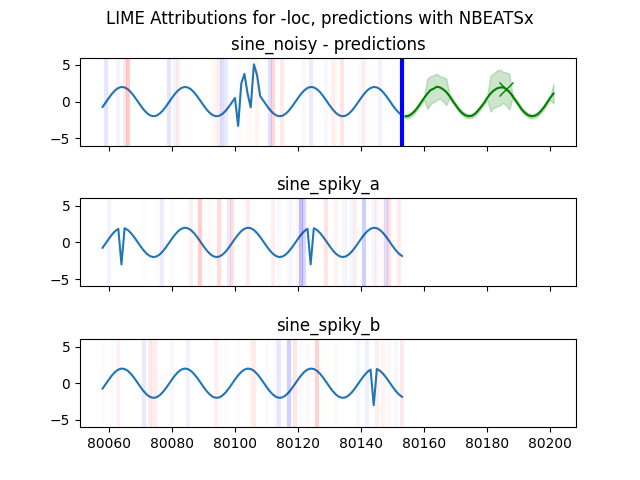 LIME Attributions for -loc, predictions with NBEATSx
sine_noisy - predictions
5
0
−5
sine_spiky_a
5
0
−5
sine_spiky_b
5
0
−5
80060 80080 80100 80120 80140 80160 80180 80200